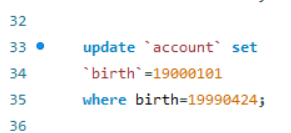 32
33 update `account` set
34 `birth`=19000101
35 where birth=19990424;
36